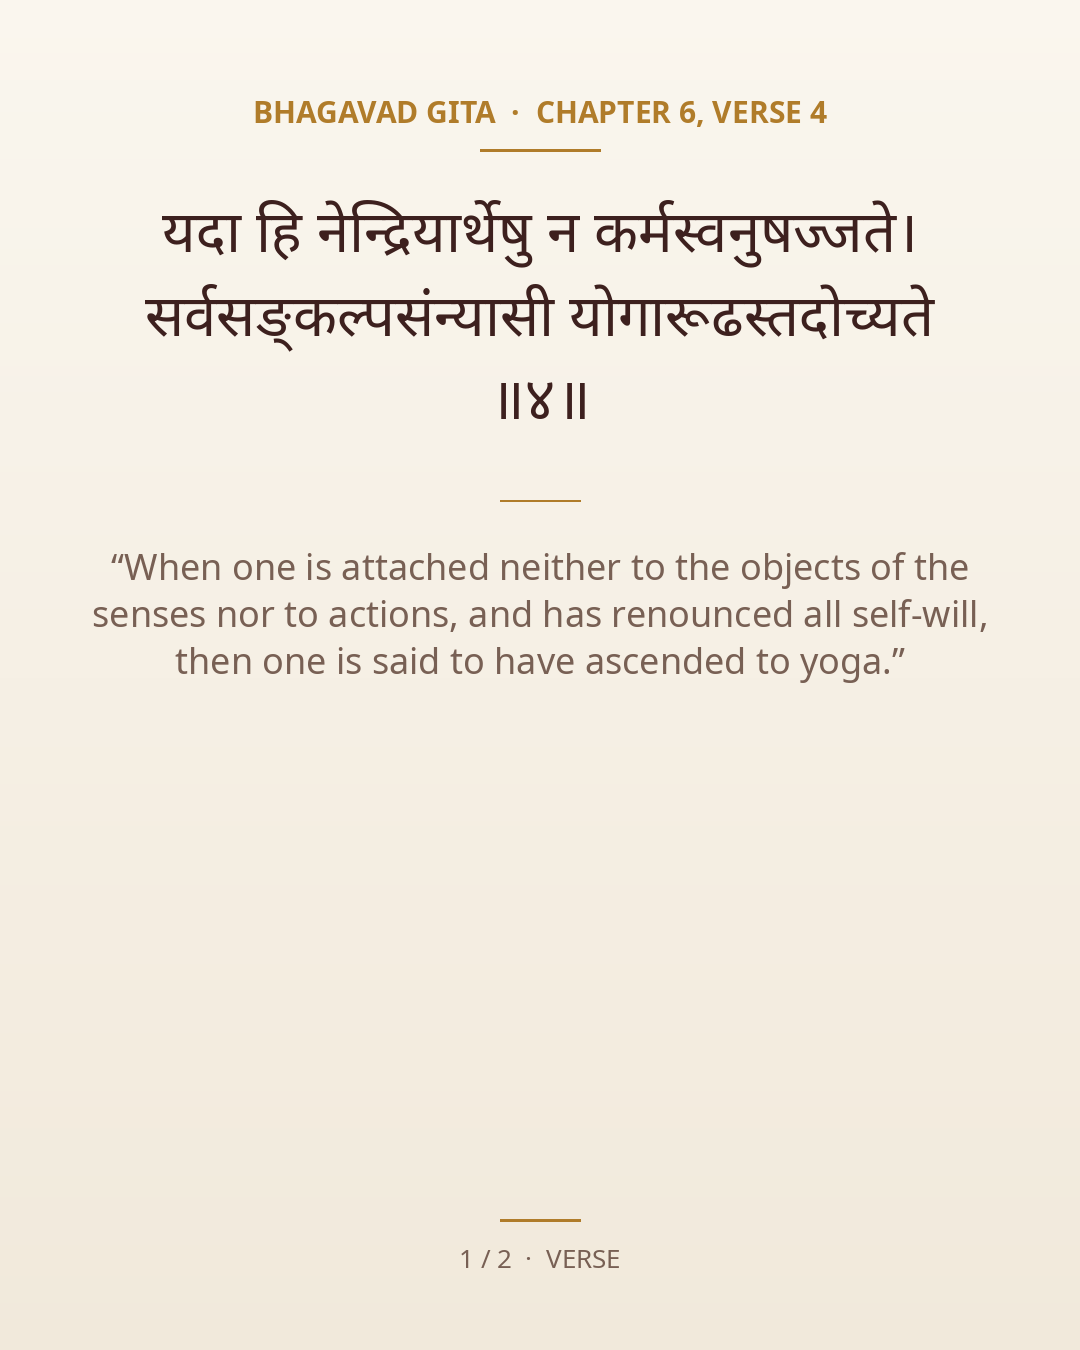 BHAGAVAD GITA · CHAPTER 6, VERSE 4
यदा हि नेन्द्रियार्थेषु न कर्मस्वनुषज्जते।
सर्वसङ्कल्पसंन्यासी योगारूढस्तदोच्यते
॥४॥
“When one is attached neither to the objects of the
senses nor to actions, and has renounced all self-will,
then one is said to have ascended to yoga.”
1 / 2 · VERSE